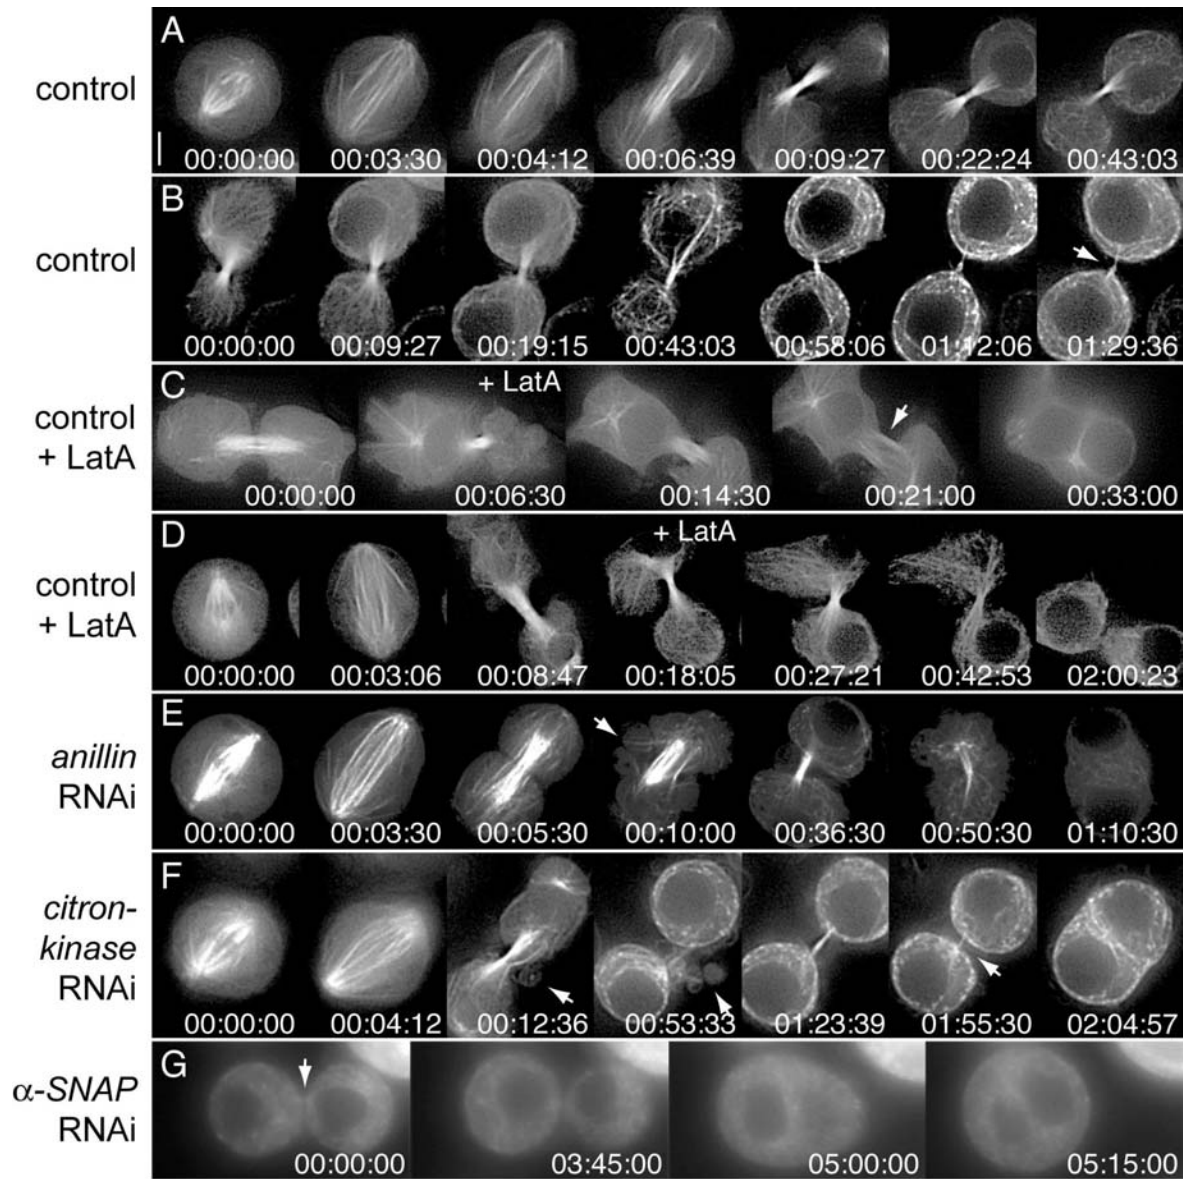 A
control
00:00:00 00:03:30 00:04:12 00:06:39 00:09:27 00:22:24 00:43:03
B
control
00:00:00 00:09:27 00:19:15 00:43:03 00:58:06 01:12:06 01:29:36
C + LatA
control
+ LatA
00:00:00 00:06:30 00:14:30 00:21:00 00:33:00
D + LatA
control
+ LatA
00:00:00 00:03:06 00:08:47 00:18:05 00:27:21 00:42:53 02:00:23
E
anillin
RNAi
00:00:00 00:03:30 00:05:30 00:10:00 00:36:30 00:50:30 01:10:30
F
citron-
kinase
RNAi
00:00:00 00:04:12 00:12:36 00:53:33 01:23:39 01:55:30 02:04:57
G
α-SNAP
RNAi
00:00:00 03:45:00 05:00:00 05:15:00